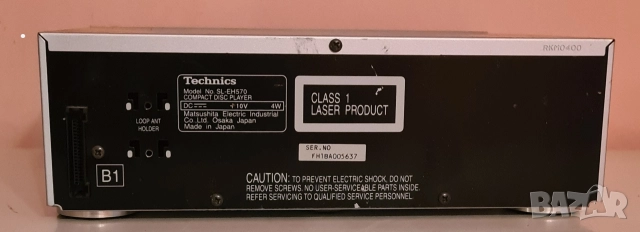 ЛКМ0400
Technics
Model No. SL-EH570
COMPACT DISC PLAYER
DC ⎓ +10V 4W
Matsushita Electric Industrial
Co.,Ltd. Osaka Japan
Made in Japan
CLASS 1
LASER PRODUCT
LOOP ANT
HOLDER
SER.NO
FH1BA005637
B1
CAUTION: TO PREVENT ELECTRIC SHOCK, DO NOT
REMOVE SCREWS. NO USER-SERVICEABLE PARTS INSIDE.
REFER SERVICING TO QUALIFIED SERVICE PERSONNEL.
BAZAR.bg